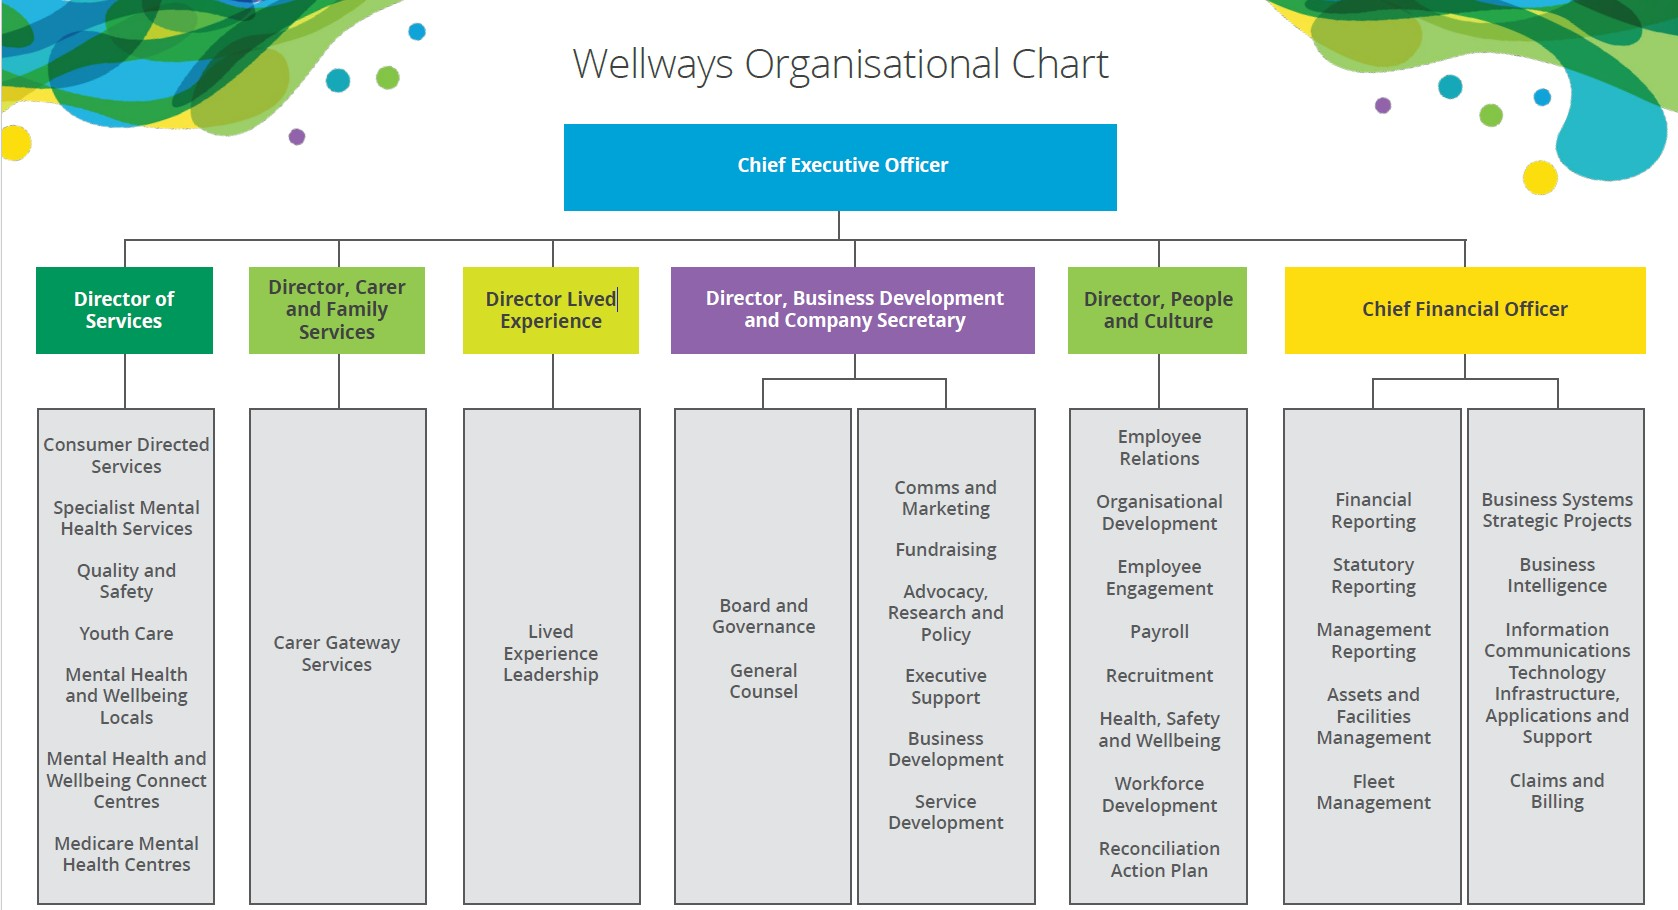 Wellways Organisational Chart
Chief Executive Officer
Director of
Services
Director, Carer
and Family
Services
Director Lived
Experience
Director, Business Development
and Company Secretary
Director, People
and Culture
Chief Financial Officer
Consumer Directed
Services
Specialist Mental
Health Services
Quality and
Safety
Youth Care
Mental Health
and Wellbeing
Locals
Mental Health and
Wellbeing Connect
Centres
Medicare Mental
Health Centres
Carer Gateway
Services
Lived
Experience
Leadership
Board and
Governance
General
Counsel
Comms and
Marketing
Fundraising
Advocacy,
Research and
Policy
Executive
Support
Business
Development
Service
Development
Employee
Relations
Organisational
Development
Employee
Engagement
Payroll
Recruitment
Health, Safety
and Wellbeing
Workforce
Development
Reconciliation
Action Plan
Financial
Reporting
Statutory
Reporting
Management
Reporting
Assets and
Facilities
Management
Fleet
Management
Business Systems
Strategic Projects
Business
Intelligence
Information
Communications
Technology
Infrastructure,
Applications and
Support
Claims and
Billing